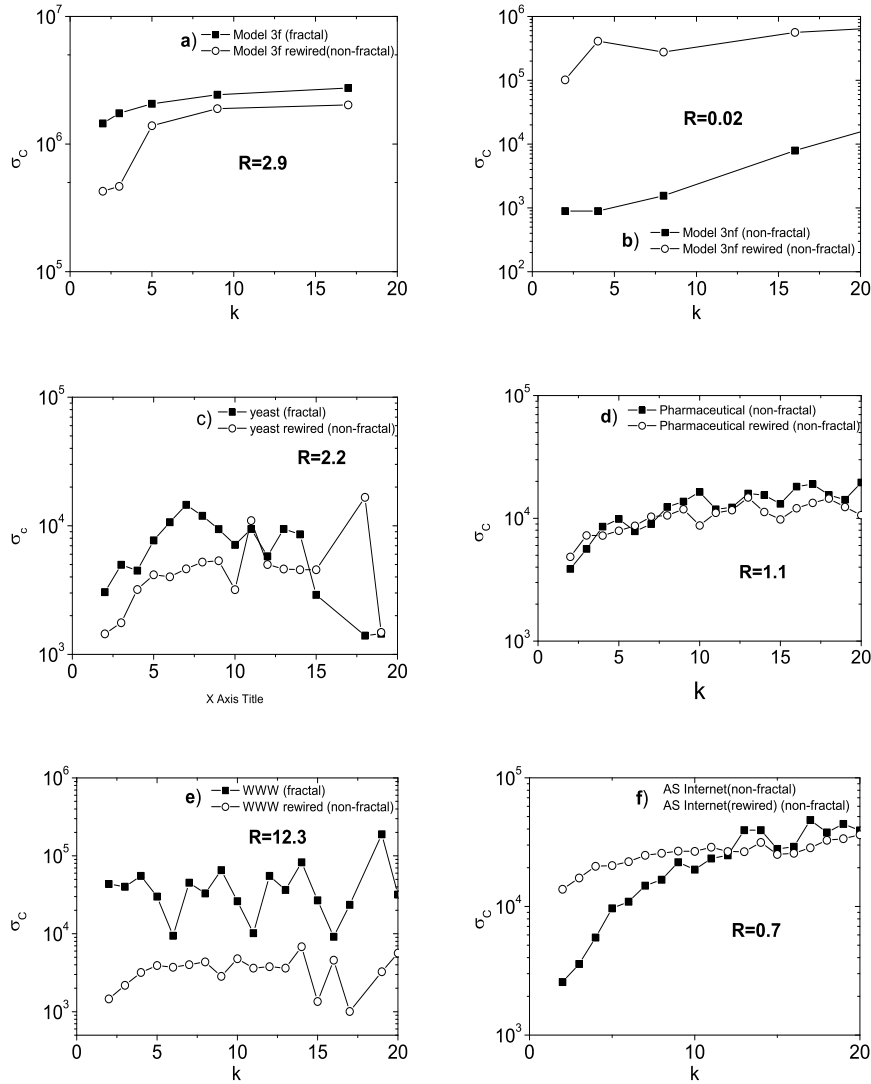 10^7
a) Model 3f (fractal)
Model 3f rewired(non-fractal)
10^6
R=2.9
σ_C
10^5
0 5 10 15 20
k
10^6
10^5
R=0.02
10^4
σ_C
10^3
b) Model 3nf (non-fractal)
Model 3nf rewired (non-fractal)
10^2
0 5 10 15 20
k
10^5
c) yeast (fractal)
yeast rewired (non-fractal)
R=2.2
10^4
σ_c
10^3
0 5 10 15 20
X Axis Title
10^5
d) Pharmaceutical (non-fractal)
Pharmaceutical rewired (non-fractal)
10^4
σ_c
R=1.1
10^3
0 5 10 15 20
k
10^6
e) WWW (fractal)
WWW rewired (non-fractal)
R=12.3
10^5
σ_C
10^4
10^3
0 5 10 15 20
k
10^5
f) AS Internet(non-fractal)
AS Internet(rewired) (non-fractal)
σ_C
10^4
R=0.7
10^3
0 10 20
k